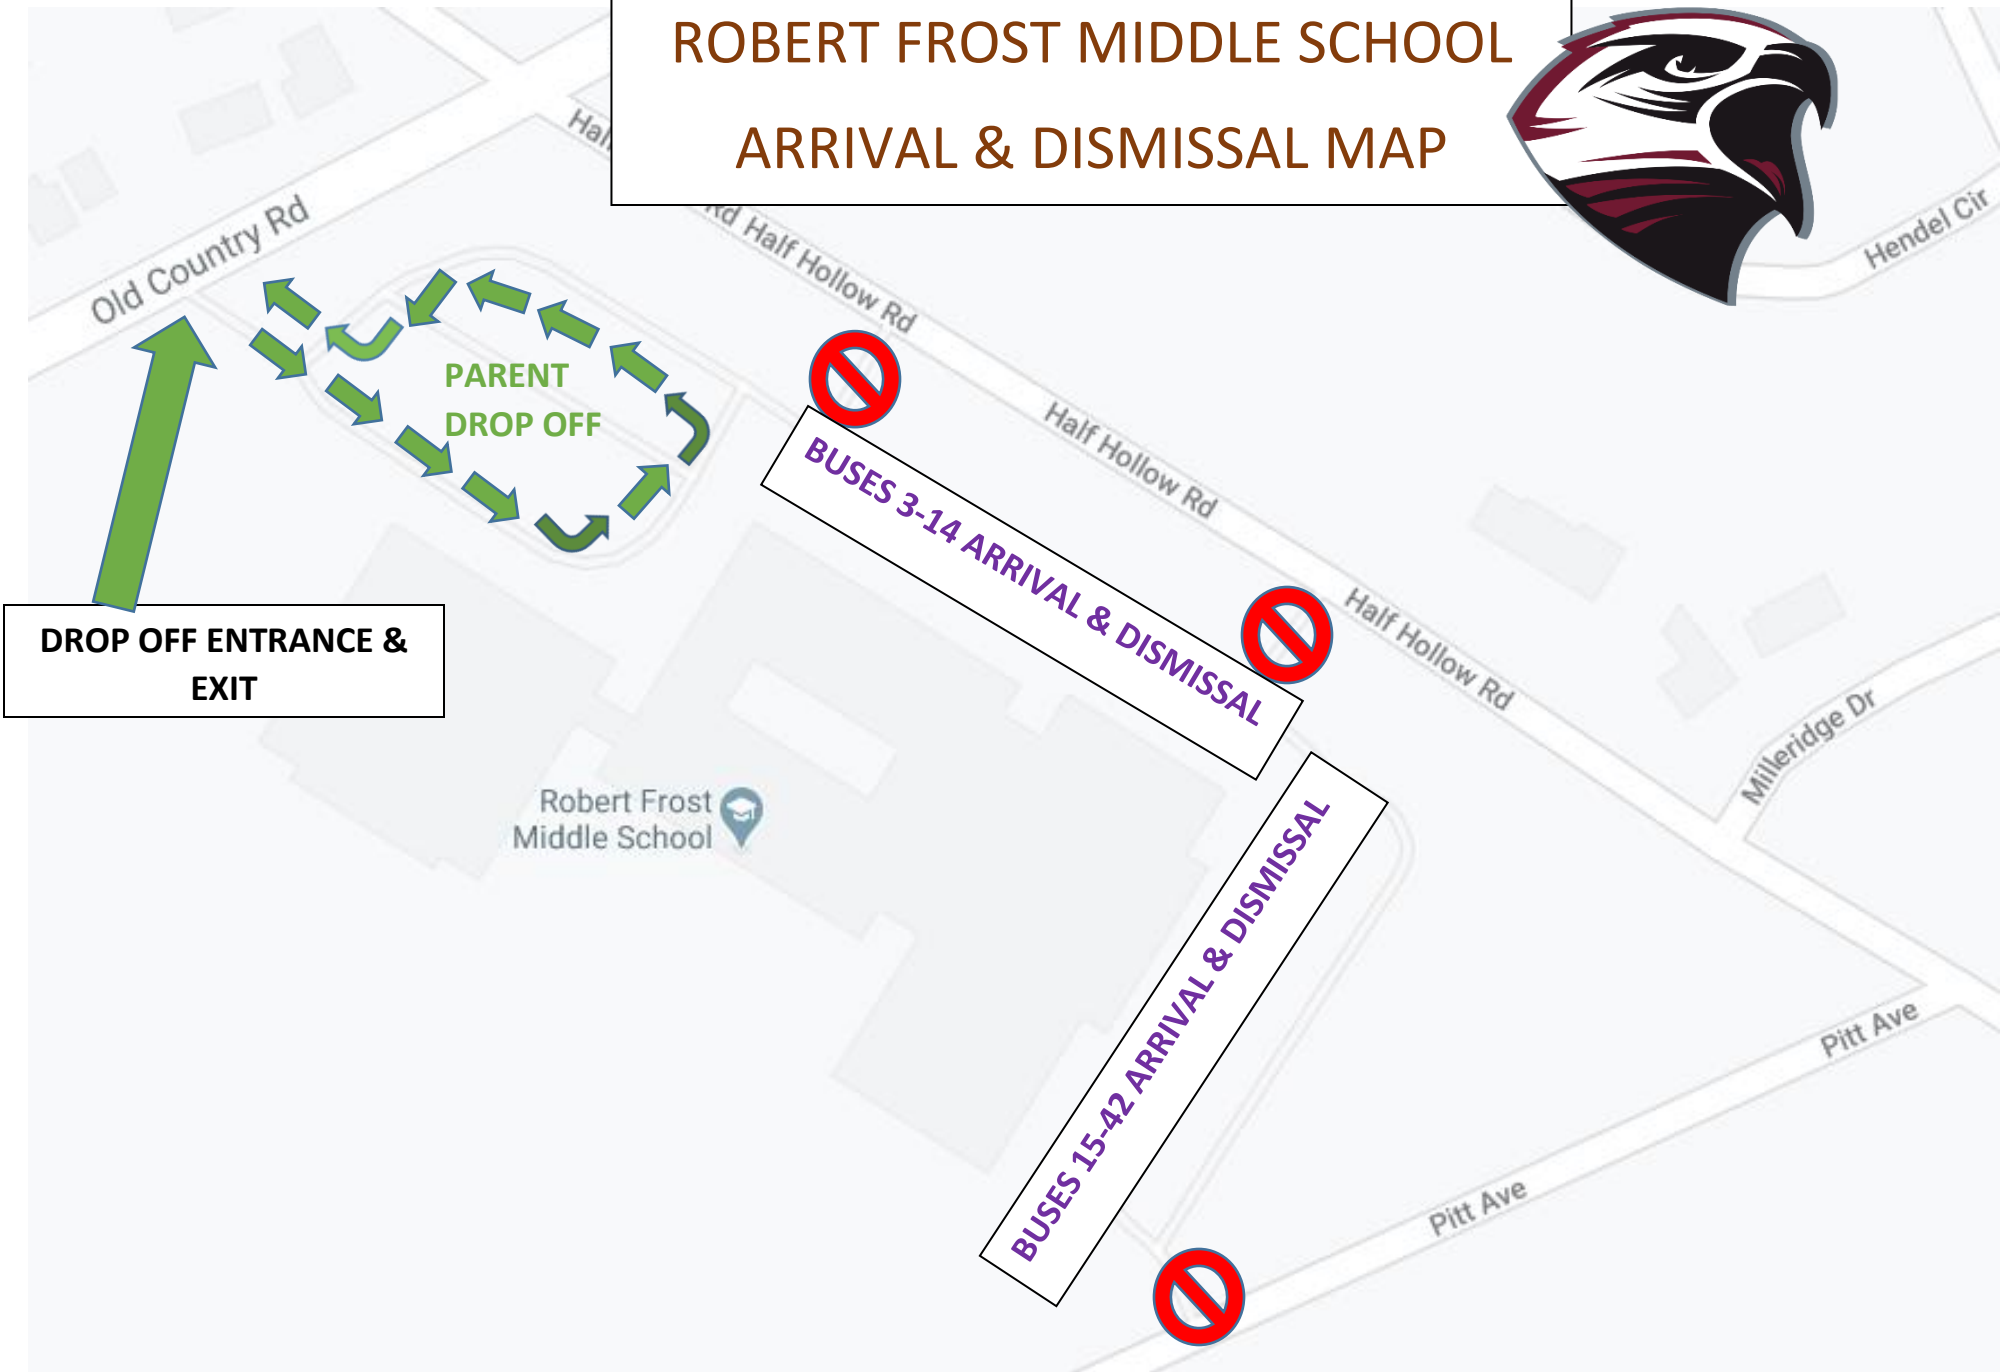 ROBERT FROST MIDDLE SCHOOL
ARRIVAL & DISMISSAL MAP
Hal
Rd
Half Hollow Rd
Hendel Cir
Old Country Rd
PARENT
DROP OFF
BUSES 3-14 ARRIVAL & DISMISSAL
Half Hollow Rd
Half Hollow Rd
DROP OFF ENTRANCE &
EXIT
Milleridge Dr
Robert Frost
Middle School
BUSES 15-42 ARRIVAL & DISMISSAL
Pitt Ave
Pitt Ave